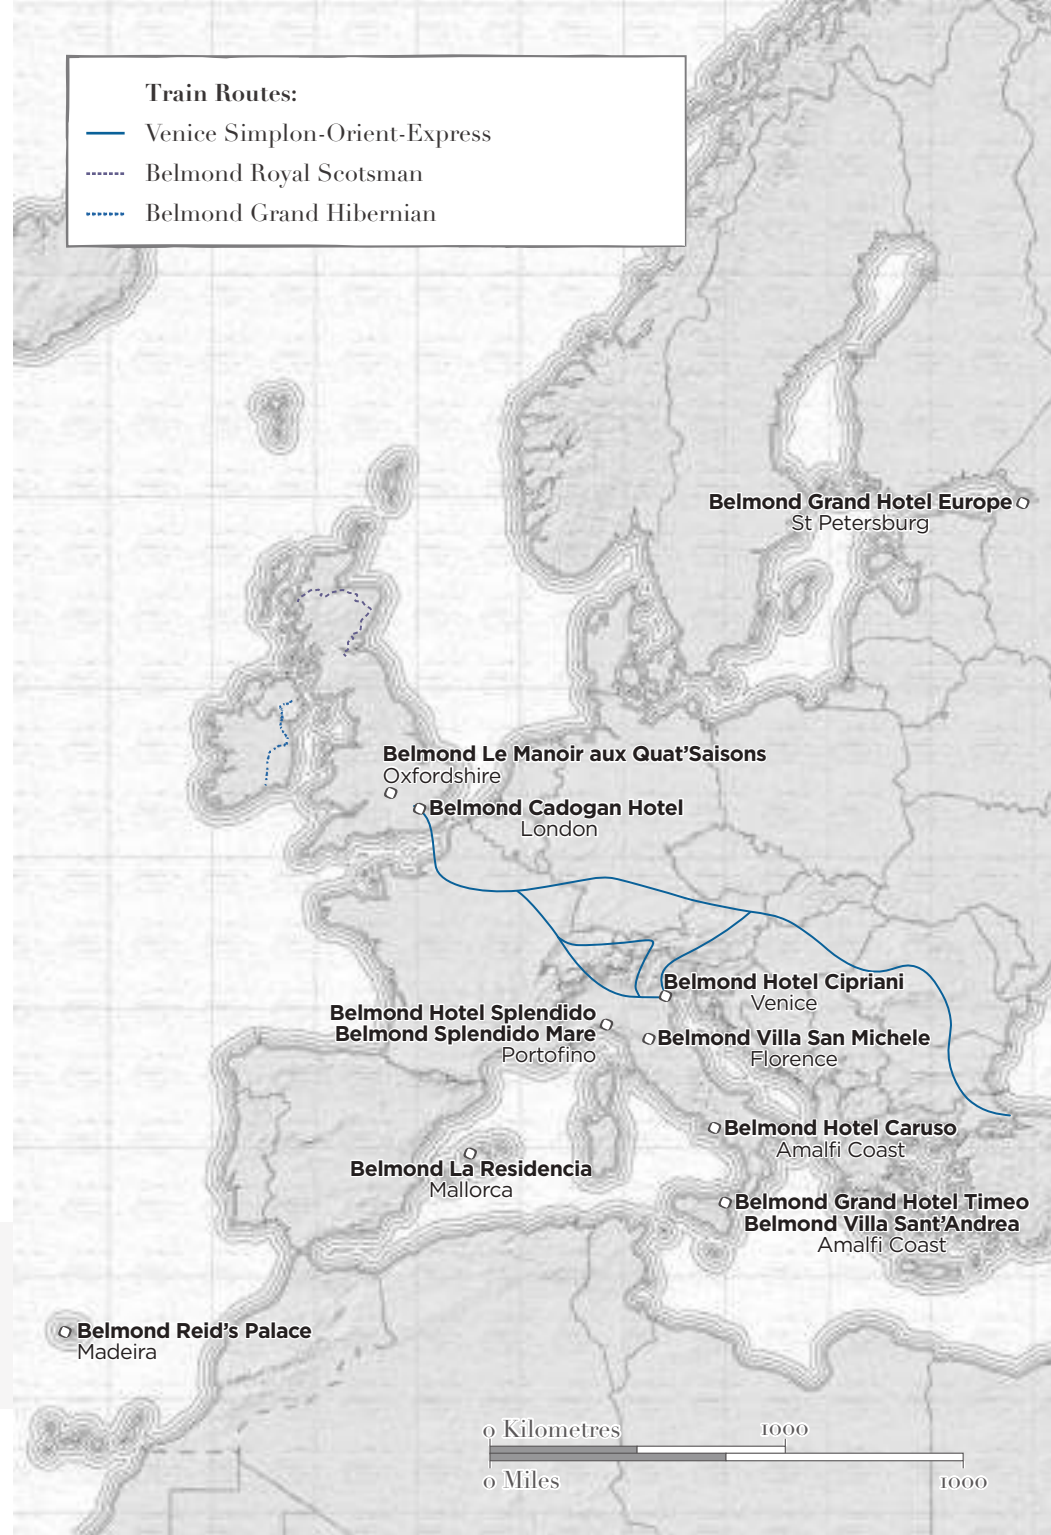 Train Routes:
Venice Simplon-Orient-Express
Belmond Royal Scotsman
Belmond Grand Hibernian
Belmond Grand Hotel Europe
St Petersburg
Belmond Le Manoir aux Quat'Saisons
Oxfordshire
Belmond Cadogan Hotel
London
Belmond Hotel Cipriani
Venice
Belmond Hotel Splendido
Belmond Splendido Mare
Portofino
Belmond Villa San Michele
Florence
Belmond Hotel Caruso
Amalfi Coast
Belmond La Residencia
Mallorca
Belmond Grand Hotel Timeo
Belmond Villa Sant'Andrea
Amalfi Coast
Belmond Reid's Palace
Madeira
0 Kilometres 1000
0 Miles 1000